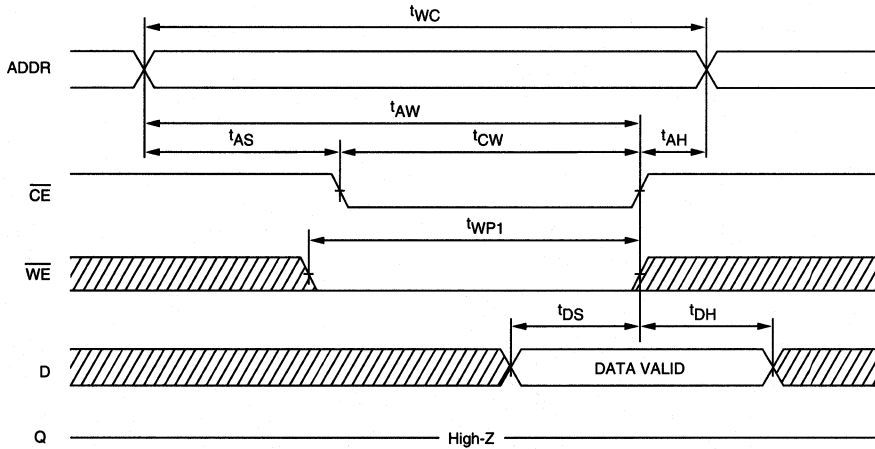 tWC
ADDR
tAW
tAS
tCW
tAH
CE
tWP1
WE
tDS
tDH
D
DATA VALID
Q
High-Z